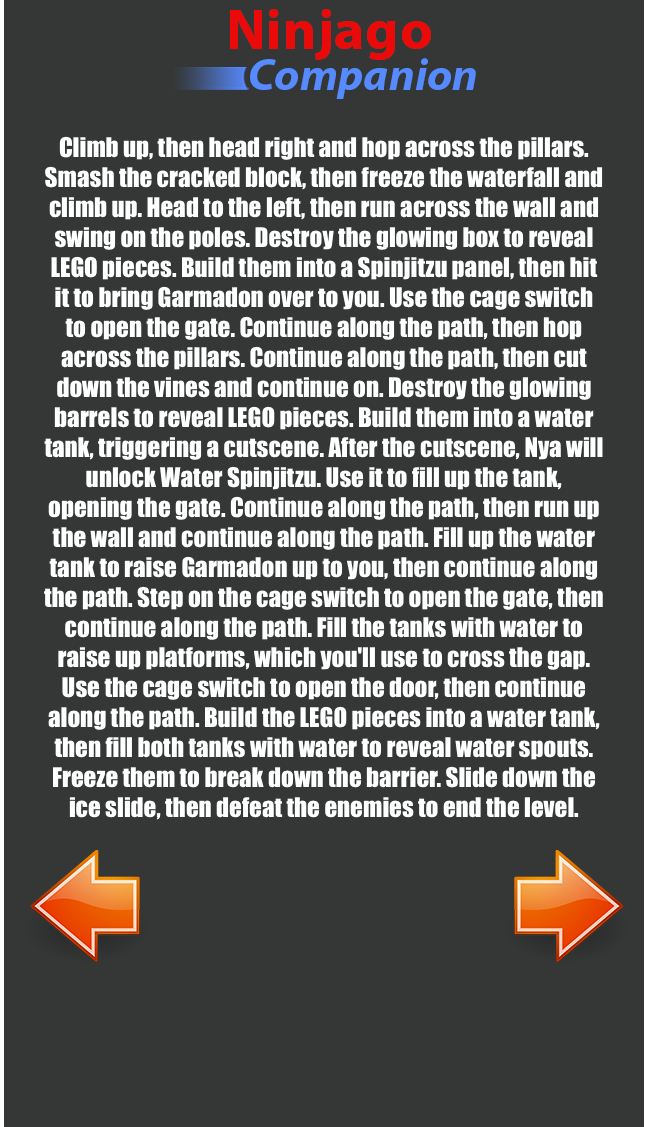 Ninjago
Companion
Climb up, then head right and hop across the pillars.
Smash the cracked block, then freeze the waterfall and
climb up. Head to the left, then run across the wall and
swing on the poles. Destroy the glowing box to reveal
LEGO pieces. Build them into a Spinjitzu panel, then hit
it to bring Garmadon over to you. Use the cage switch
to open the gate. Continue along the path, then hop
across the pillars. Continue along the path, then cut
down the vines and continue on. Destroy the glowing
barrels to reveal LEGO pieces. Build them into a water
tank, triggering a cutscene. After the cutscene, Nya will
unlock Water Spinjitzu. Use it to fill up the tank,
opening the gate. Continue along the path, then run up
the wall and continue along the path. Fill up the water
tank to raise Garmadon up to you, then continue along
the path. Step on the cage switch to open the gate, then
continue along the path. Fill the tanks with water to
raise up platforms, which you'll use to cross the gap.
Use the cage switch to open the door, then continue
along the path. Build the LEGO pieces into a water tank,
then fill both tanks with water to reveal water spouts.
Freeze them to break down the barrier. Slide down the
ice slide, then defeat the enemies to end the level.